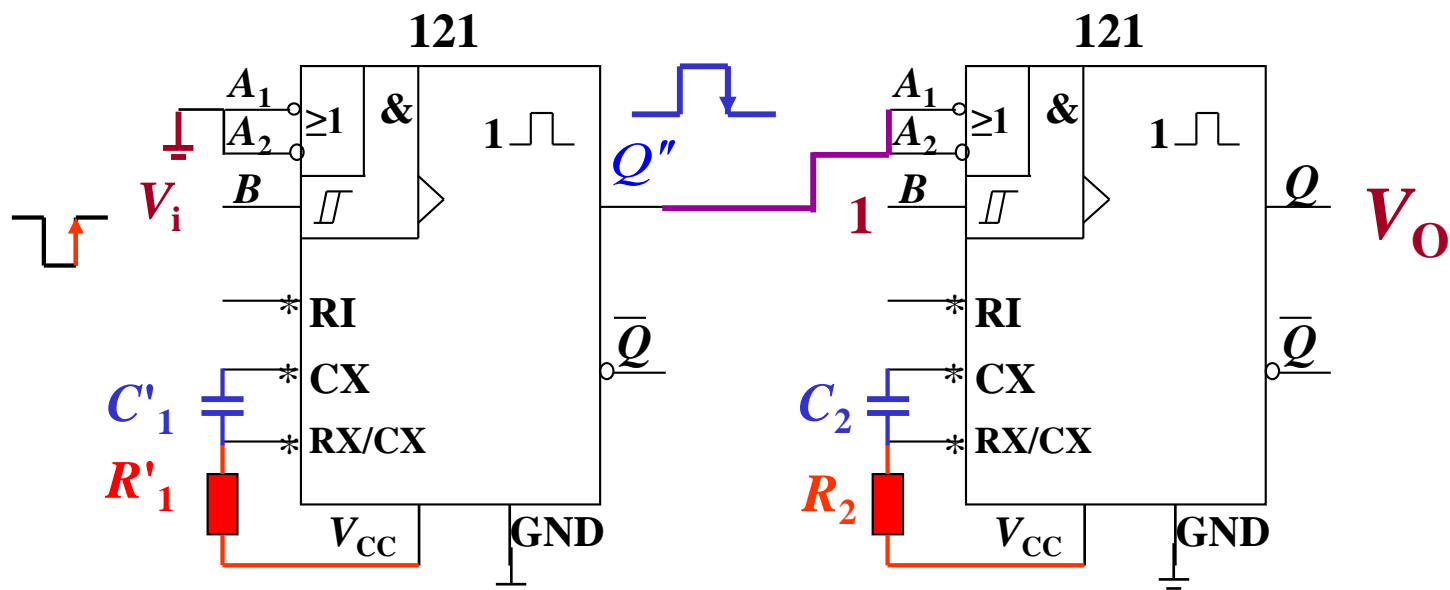 121 121
A1 A1
≥1 & ≥1 &
A2 A2
1 1
Q″
B B
Vi 1 Q VO
* RI * RI
Q̅ Q̅
* CX * CX
C'1 C2
* RX/CX * RX/CX
R'1 R2
VCC GND VCC GND